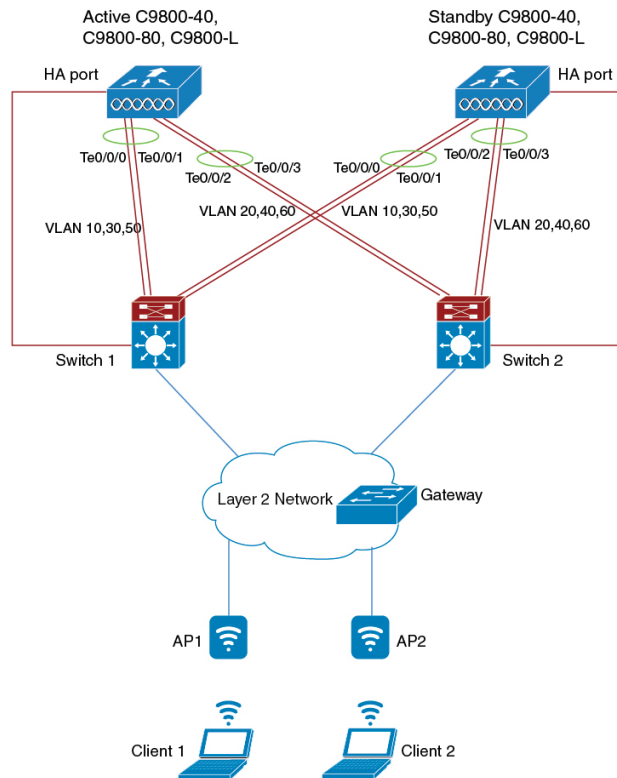 Active C9800-40,
C9800-80, C9800-L
Standby C9800-40,
C9800-80, C9800-L
HA port
HA port
Te0/0/0
Te0/0/1
Te0/0/2
Te0/0/3
Te0/0/0
Te0/0/1
Te0/0/2
Te0/0/3
VLAN 10,30,50
VLAN 20,40,60
VLAN 10,30,50
VLAN 20,40,60
Switch 1
Switch 2
Layer 2 Network
Gateway
AP1
AP2
Client 1
Client 2